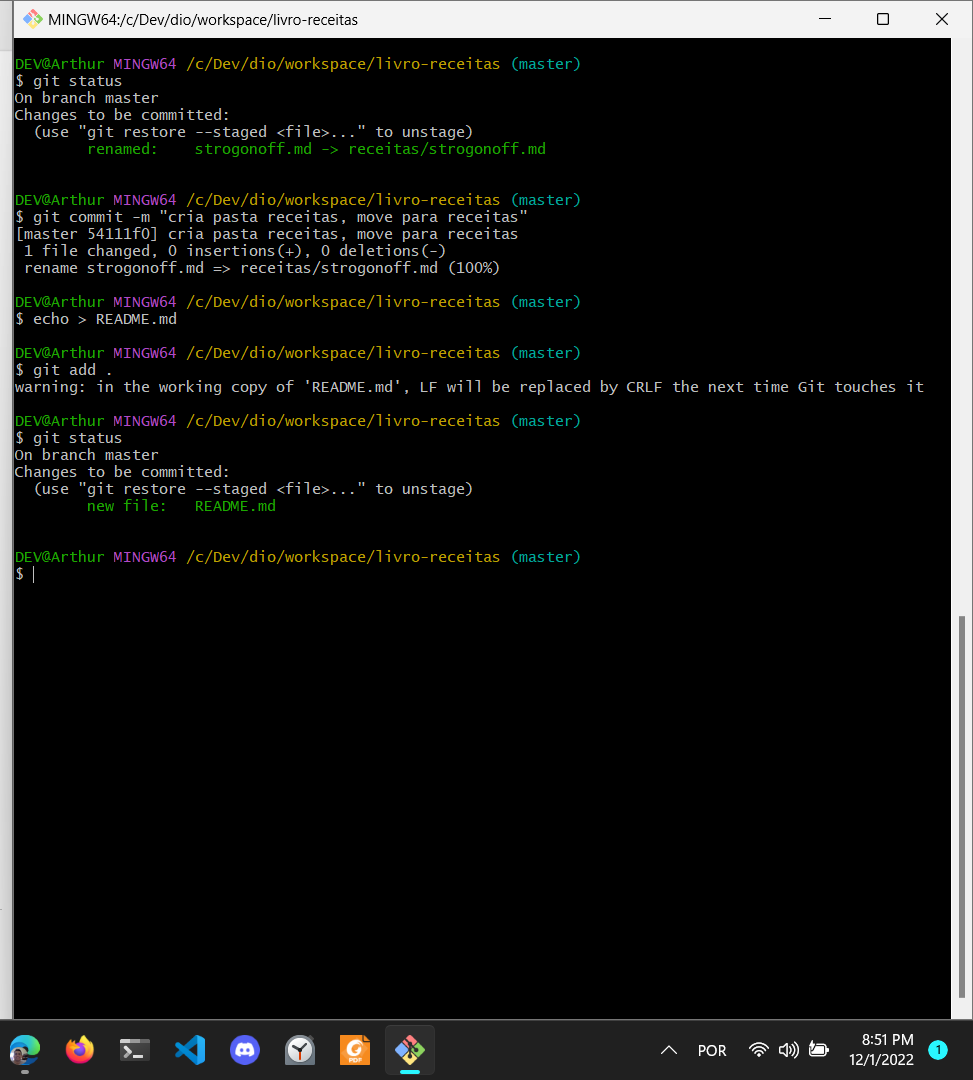 MINGW64:/c/Dev/dio/workspace/livro-receitas
DEV@Arthur MINGW64 /c/Dev/dio/workspace/livro-receitas (master)
$ git status
On branch master
Changes to be committed:
  (use "git restore --staged <file>..." to unstage)
        renamed:    strogonoff.md -> receitas/strogonoff.md
DEV@Arthur MINGW64 /c/Dev/dio/workspace/livro-receitas (master)
$ git commit -m "cria pasta receitas, move para receitas"
[master 54111f0] cria pasta receitas, move para receitas
 1 file changed, 0 insertions(+), 0 deletions(-)
 rename strogonoff.md => receitas/strogonoff.md (100%)
DEV@Arthur MINGW64 /c/Dev/dio/workspace/livro-receitas (master)
$ echo > README.md
DEV@Arthur MINGW64 /c/Dev/dio/workspace/livro-receitas (master)
$ git add .
warning: in the working copy of 'README.md', LF will be replaced by CRLF the next time Git touches it
DEV@Arthur MINGW64 /c/Dev/dio/workspace/livro-receitas (master)
$ git status
On branch master
Changes to be committed:
  (use "git restore --staged <file>..." to unstage)
        new file:   README.md
DEV@Arthur MINGW64 /c/Dev/dio/workspace/livro-receitas (master)
$
PDF
POR
8:51 PM
12/1/2022
1